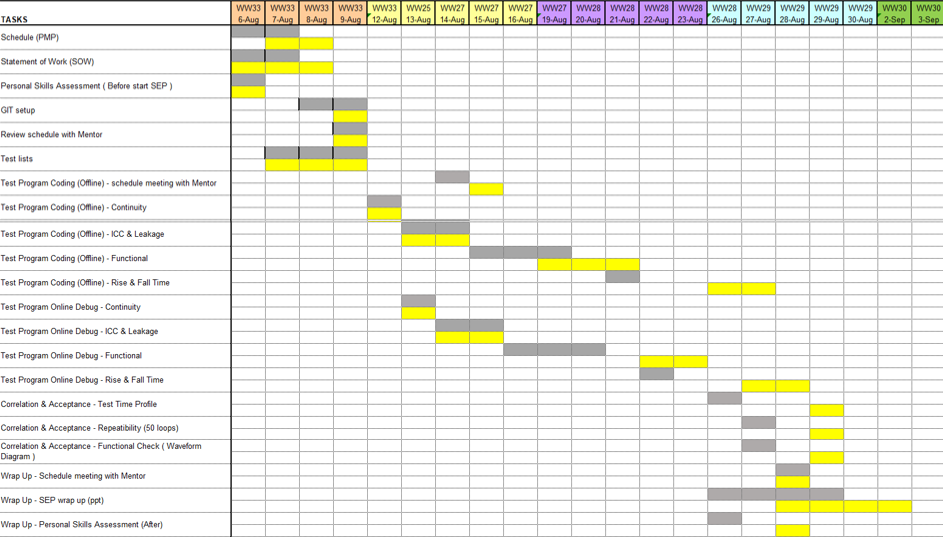 WW33 WW33 WW33 WW33 WW33 WW25 WW27 WW27 WW27 WW27 WW28 WW28 WW28 WW28 WW28 WW29 WW29 WW29 WW29 WW30 WW30
TASKS 6-Aug 7-Aug 8-Aug 9-Aug 12-Aug 13-Aug 14-Aug 15-Aug 16-Aug 19-Aug 20-Aug 21-Aug 22-Aug 23-Aug 26-Aug 27-Aug 28-Aug 29-Aug 30-Aug 2-Sep 3-Sep
Schedule (PMP)
Statement of Work (SOW)
Personal Skills Assessment ( Before start SEP )
GIT setup
Review schedule with Mentor
Test lists
Test Program Coding (Offline) - schedule meeting with Mentor
Test Program Coding (Offline) - Continuity
Test Program Coding (Offline) - ICC & Leakage
Test Program Coding (Offline) - Functional
Test Program Coding (Offline) - Rise & Fall Time
Test Program Online Debug - Continuity
Test Program Online Debug - ICC & Leakage
Test Program Online Debug - Functional
Test Program Online Debug - Rise & Fall Time
Correlation & Acceptance - Test Time Profile
Correlation & Acceptance - Repeatibility (50 loops)
Correlation & Acceptance - Functional Check ( Waveform
Diagram )
Wrap Up - Schedule meeting with Mentor
Wrap Up - SEP wrap up (ppt)
Wrap Up - Personal Skills Assessment (After)